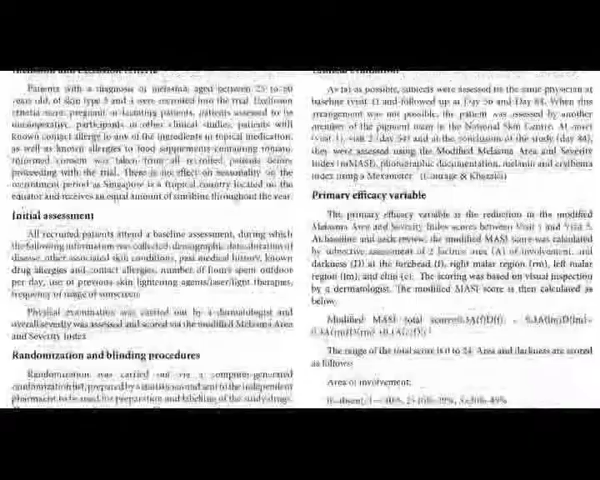 Patients with a diagnosis of melasma, aged between 25 to 60
years old, of skin type 3 and 4 were recruited into the trial. Exclusion
criteria were pregnant or lactating patients, patients assessed to be
uncooperative, participants in other clinical studies, patients with
known contact allergy to any of the ingredients in topical medication,
as well as known allergies to food supplements containing
informed consent was taken from all recruited patients before
proceeding with the trial. There is no effect on seasonality on the
recruitment period as Singapore is a tropical country located on the
equator and receives an equal amount of sunshine throughout the year.
Initial assessment
All recruited patients attend a baseline assessment, during which
the following information was collected: demographic data, duration of
disease, other associated skin conditions, past medical history, known
drug allergies and contact allergies, number of hours spent outdoor
per day, use of previous skin lightening agents/laser/light therapies,
frequency of usage of sunscreen.
Physical examination was carried out by a dermatologist and
overall severity was assessed and scored via the modified Melasma Area
and Severity Index
Randomization and blinding procedures
Randomization was carried out via a computer-generated
randomization list, prepared by a statistician and sent to the independent
pharmacist to be used for preparation and labelling of the study drugs.
As far as possible, subjects were assessed by the same physician at
baseline (visit 1) and followed up at Day and Day 84. When this
arrangement was not possible, the patient was assessed by another
member of the pigment team in the National Skin Centre. At onset
(visit 1), visit 2 (day and at the conclusion of the study (day 84),
they were assessed using the Modified Melasma Area and Severity
Index (mMASI), photographic documentation, melanin and erythema
index using a Mexameter (Courage & Khazaka)
Primary efficacy variable
The primary efficacy variable is the reduction in the modified
Melasma Area and Severity Index scores between Visit 1 and Visit 3.
At baseline and each review, the modified MASI score was calculated
by subjective assessment of 2 factors: area (A) of involvement, and
darkness (D) at the forehead (f), right malar region (rm), left malar
region (lm), and chin (c). The scoring was based on visual inspection
by a dermatologist. The modified MASI score is then calculated as
below.
Modified MASI total score=
The range of the total score is 0 to 24. Area and darkness are scored
as follows:
Area of involvement:
0=absent,